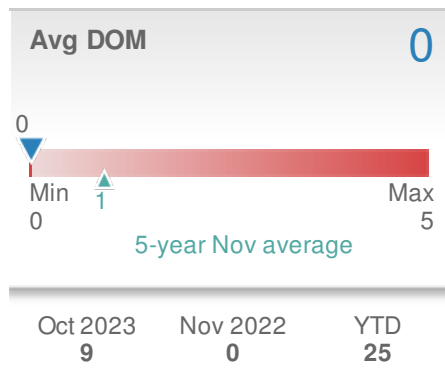 Avg DOM 0
0
Min Max
1
0 5
5-year Nov average
Oct 2023 Nov 2022 YTD
9 0 25